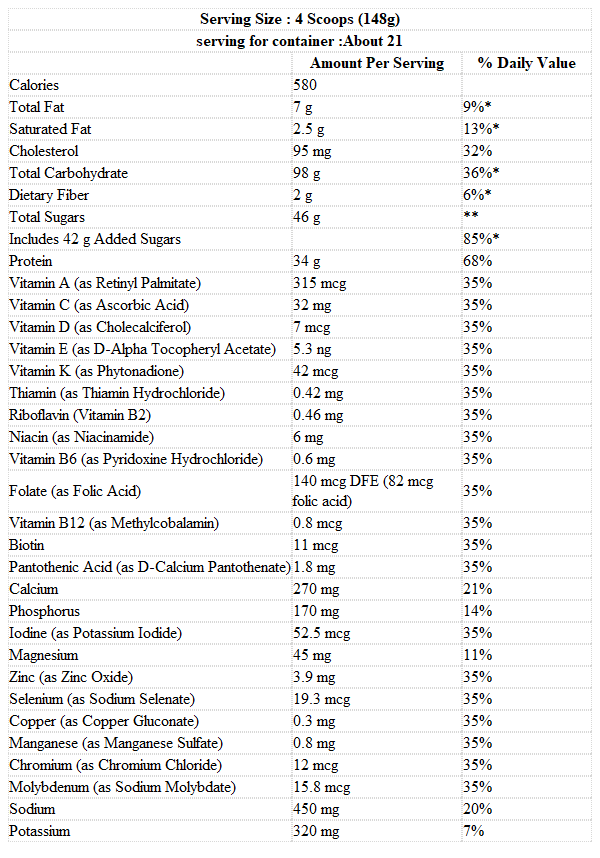 Serving Size : 4 Scoops (148g)
serving for container :About 21
Amount Per Serving % Daily Value
Calories 580
Total Fat 7 g 9%*
Saturated Fat 2.5 g 13%*
Cholesterol 95 mg 32%
Total Carbohydrate 98 g 36%*
Dietary Fiber 2 g 6%*
Total Sugars 46 g **
Includes 42 g Added Sugars 85%*
Protein 34 g 68%
Vitamin A (as Retinyl Palmitate) 315 mcg 35%
Vitamin C (as Ascorbic Acid) 32 mg 35%
Vitamin D (as Cholecalciferol) 7 mcg 35%
Vitamin E (as D-Alpha Tocopheryl Acetate) 5.3 ng 35%
Vitamin K (as Phytonadione) 42 mcg 35%
Thiamin (as Thiamin Hydrochloride) 0.42 mg 35%
Riboflavin (Vitamin B2) 0.46 mg 35%
Niacin (as Niacinamide) 6 mg 35%
Vitamin B6 (as Pyridoxine Hydrochloride) 0.6 mg 35%
Folate (as Folic Acid) 140 mcg DFE (82 mcg
folic acid) 35%
Vitamin B12 (as Methylcobalamin) 0.8 mcg 35%
Biotin 11 mcg 35%
Pantothenic Acid (as D-Calcium Pantothenate) 1.8 mg 35%
Calcium 270 mg 21%
Phosphorus 170 mg 14%
Iodine (as Potassium Iodide) 52.5 mcg 35%
Magnesium 45 mg 11%
Zinc (as Zinc Oxide) 3.9 mg 35%
Selenium (as Sodium Selenate) 19.3 mcg 35%
Copper (as Copper Gluconate) 0.3 mg 35%
Manganese (as Manganese Sulfate) 0.8 mg 35%
Chromium (as Chromium Chloride) 12 mcg 35%
Molybdenum (as Sodium Molybdate) 15.8 mcg 35%
Sodium 450 mg 20%
Potassium 320 mg 7%